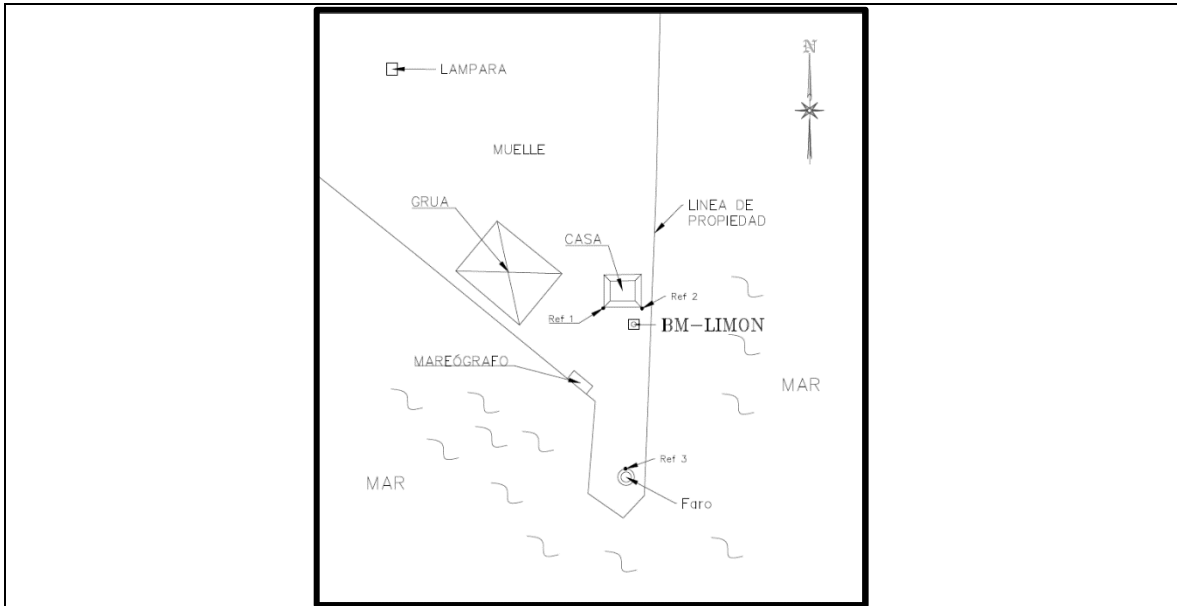 N
LAMPARA
MUELLE
GRUA
LINEA DE
PROPIEDAD
CASA
Ref 2
Ref 1
BM-LIMON
MAREÓGRAFO
MAR
Ref 3
MAR
Faro